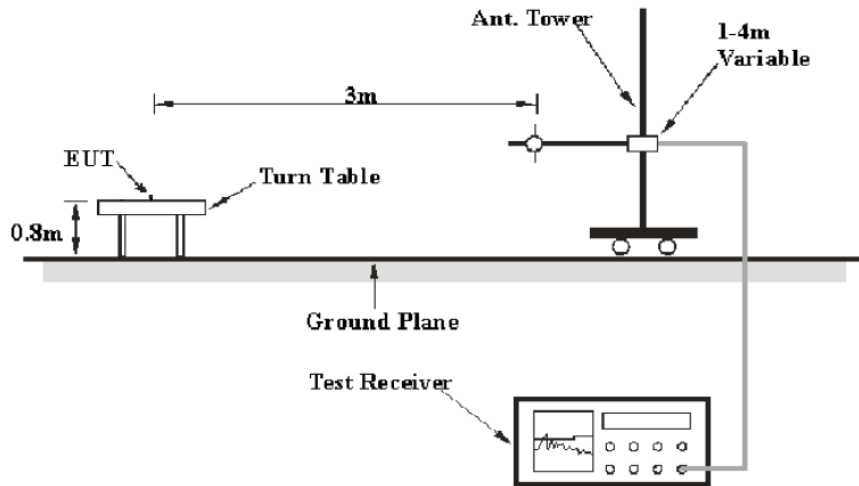 Ant. Tower
1-4m
Variable
3m
EUT
Turn Table
0.8m
Ground Plane
Test Receiver